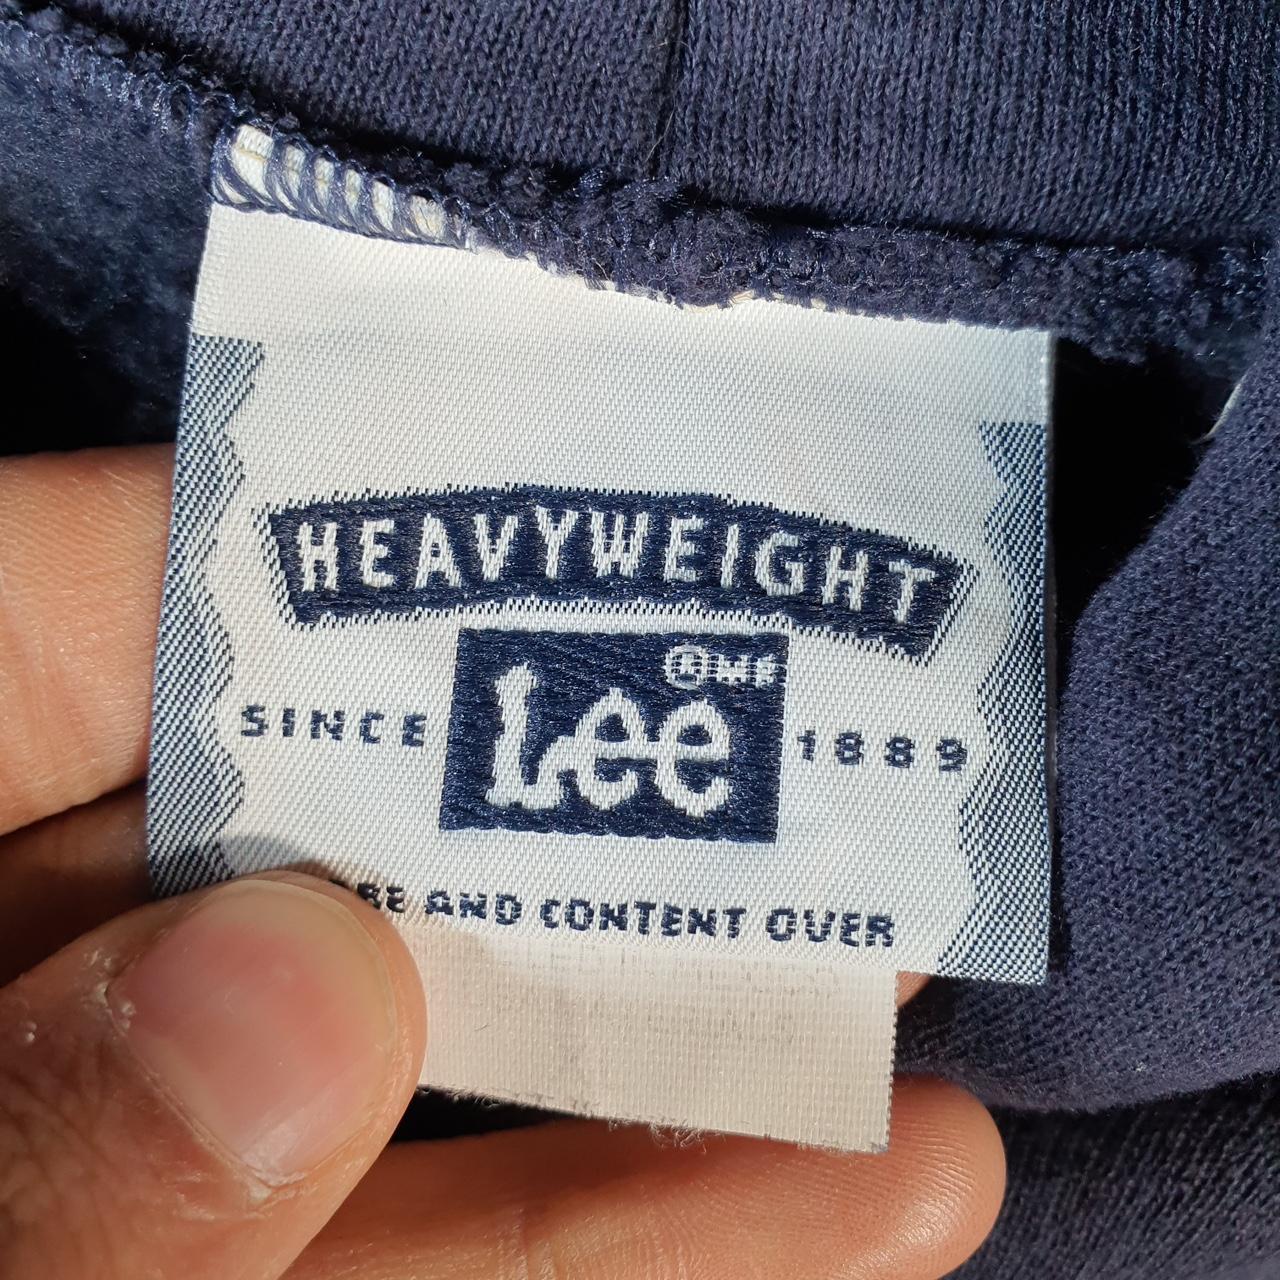 HEAVYWEIGHT
Lee ®
SINCE 1889
AND CONTENT OVER